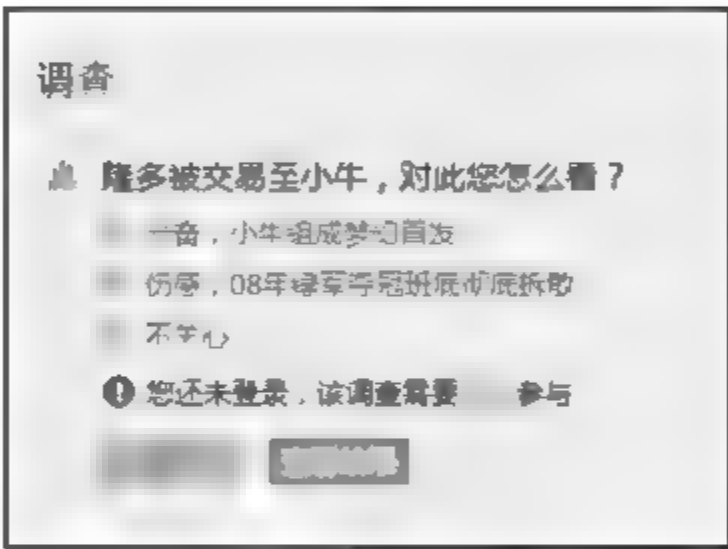 调查
隆多被交易至小牛，对此您怎么看？
，小牛组成梦幻首发
伤感，08年绿军夺冠班底彻底拆散
不关心
您还未登录，该调查需要 参与